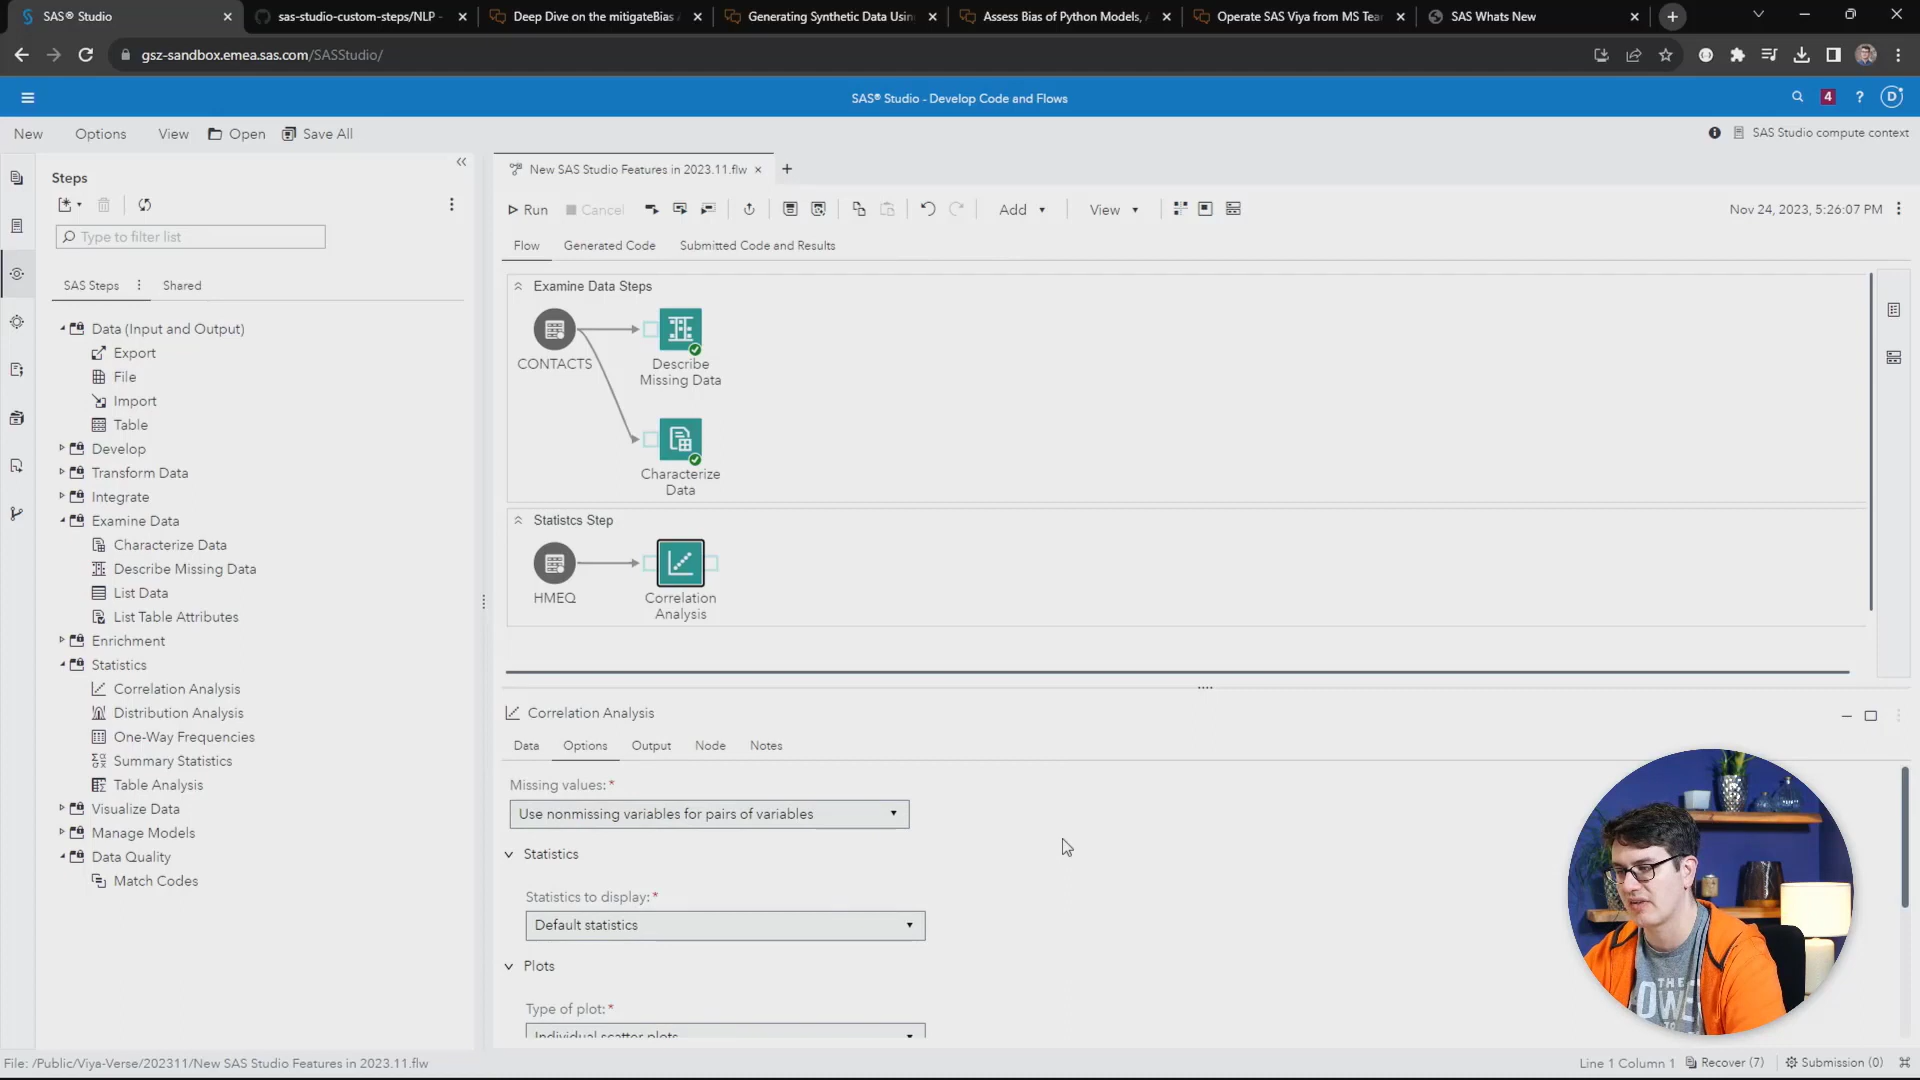 SAS® Studio
sas-studio-custom-steps/NLP -
Deep Dive on the mitigateBias
Generating Synthetic Data Usin
Assess Bias of Python Models,
Operate SAS Viya from MS Tea
SAS Whats New
gsz-sandbox.emea.sas.com/SASStudio/
SAS® Studio - Develop Code and Flows
4
?
D
New
Options
View
Open
Save All
SAS Studio compute context
Steps
Type to filter list
SAS Steps
Shared
Data (Input and Output)
Export
File
Import
Table
Develop
Transform Data
Integrate
Examine Data
Characterize Data
Describe Missing Data
List Data
List Table Attributes
Enrichment
Statistics
Correlation Analysis
Distribution Analysis
One-Way Frequencies
Summary Statistics
Table Analysis
Visualize Data
Manage Models
Data Quality
Match Codes
New SAS Studio Features in 2023.11.flw
Run
Cancel
Add
View
Nov 24, 2023, 5:26:07 PM
Flow
Generated Code
Submitted Code and Results
Examine Data Steps
CONTACTS
Describe
Missing Data
Characterize
Data
Statistcs Step
HMEQ
Correlation
Analysis
Correlation Analysis
Data
Options
Output
Node
Notes
Missing values: *
Use nonmissing variables for pairs of variables
Statistics
Statistics to display: *
Default statistics
Plots
Type of plot: *
Individual scatter plots
THE
TO
File: /Public/Viya-Verse/202311/New SAS Studio Features in 2023.11.flw
Line 1 Column 1
Recover (7)
Submission (0)